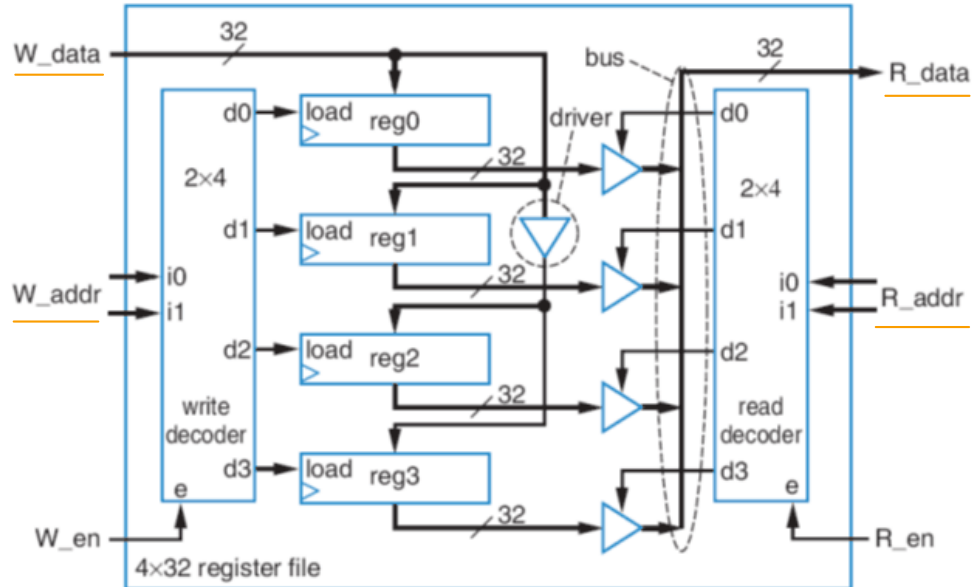 32
W_data
32
R_data
bus
d0
load
reg0
driver
d0
32
2×4
2×4
d1
load
reg1
d1
32
i0
W_addr
i1
i0
R_addr
i1
d2
load
reg2
d2
32
write
decoder
read
decoder
d3
load
reg3
d3
e
32
e
W_en
R_en
4×32 register file